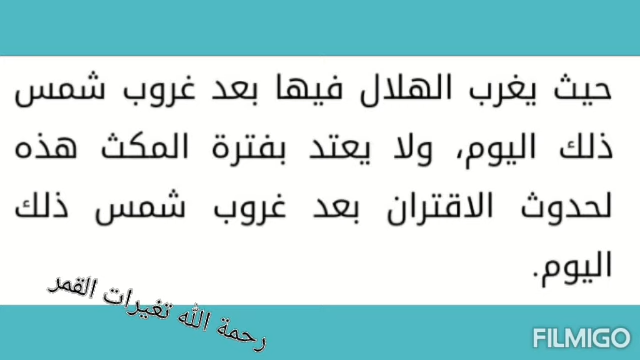 حيث يغرب الهلال فيها بعد غروب شمس
ذلك اليوم، ولا يعتد بفترة المكث هذه
لحدوث الاقتران بعد غروب شمس ذلك
اليوم.
رحمة الله تغيرات القمر
FILMIGO